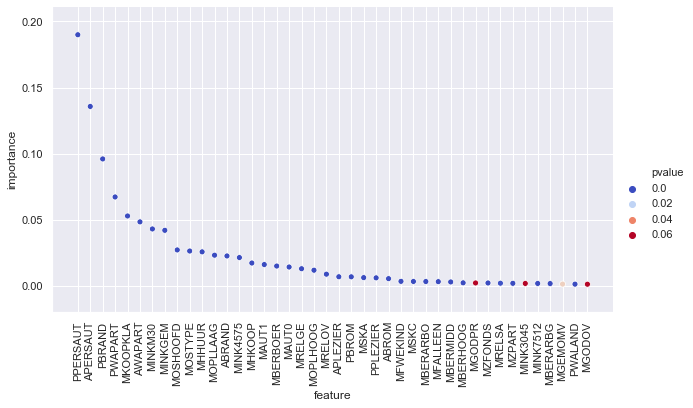 0.20
0.15
0.10
0.05
0.00
importance
PPERSAUT
APERSAUT
PBRAND
PWAPART
MKOOPKLA
AWAPART
MINKM30
MINKGEM
MOSHOOFD
MOSTYPE
MHHUUR
MOPLLAAG
ABRAND
MINK4575
MHKOOP
MAUT1
MBERBOER
MAUT0
MRELGE
MOPLHOOG
MRELOV
APLEZIER
PBROM
MSKA
PPLEZIER
ABROM
MFWEKIND
MSKC
MBERARBO
MFALLEEN
MBERMIDD
MBERHOOG
MGODPR
MZFONDS
MRELSA
MZPART
MINK3045
MINK7512
MBERARBG
MGEMOMV
PWALAND
MGODOV
feature
pvalue
0.0
0.02
0.04
0.06